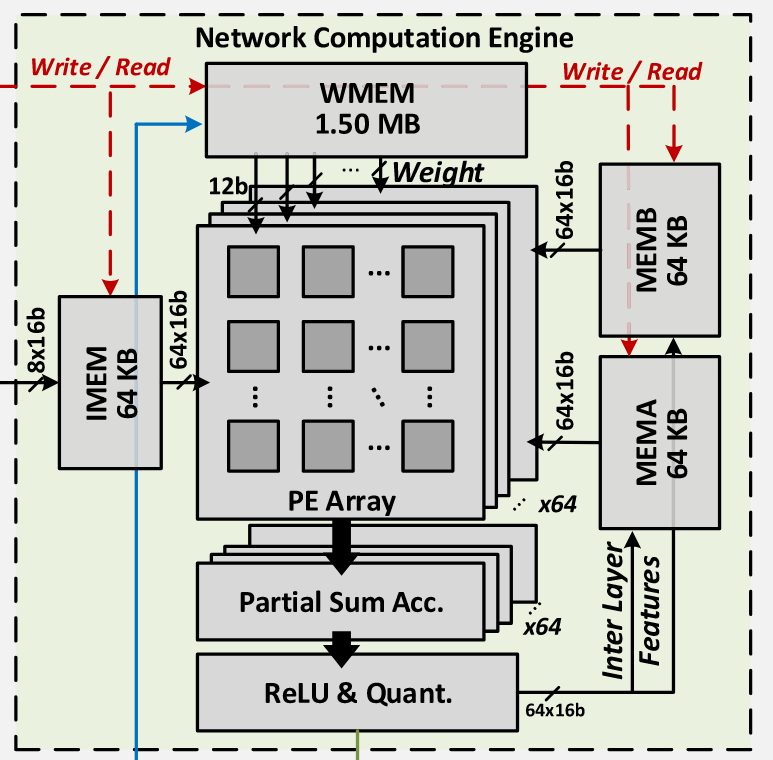 Network Computation Engine
Write / Read
Write / Read
WMEM
1.50 MB
...
Weight
12b
64x16b
MEMB
64 KB
8x16b
IMEM
64 KB
64x16b
...
...
64x16b
MEMA
64 KB
...
PE Array
... x64
Partial Sum Acc.
... x64
ReLU & Quant.
64x16b
Inter Layer
Features